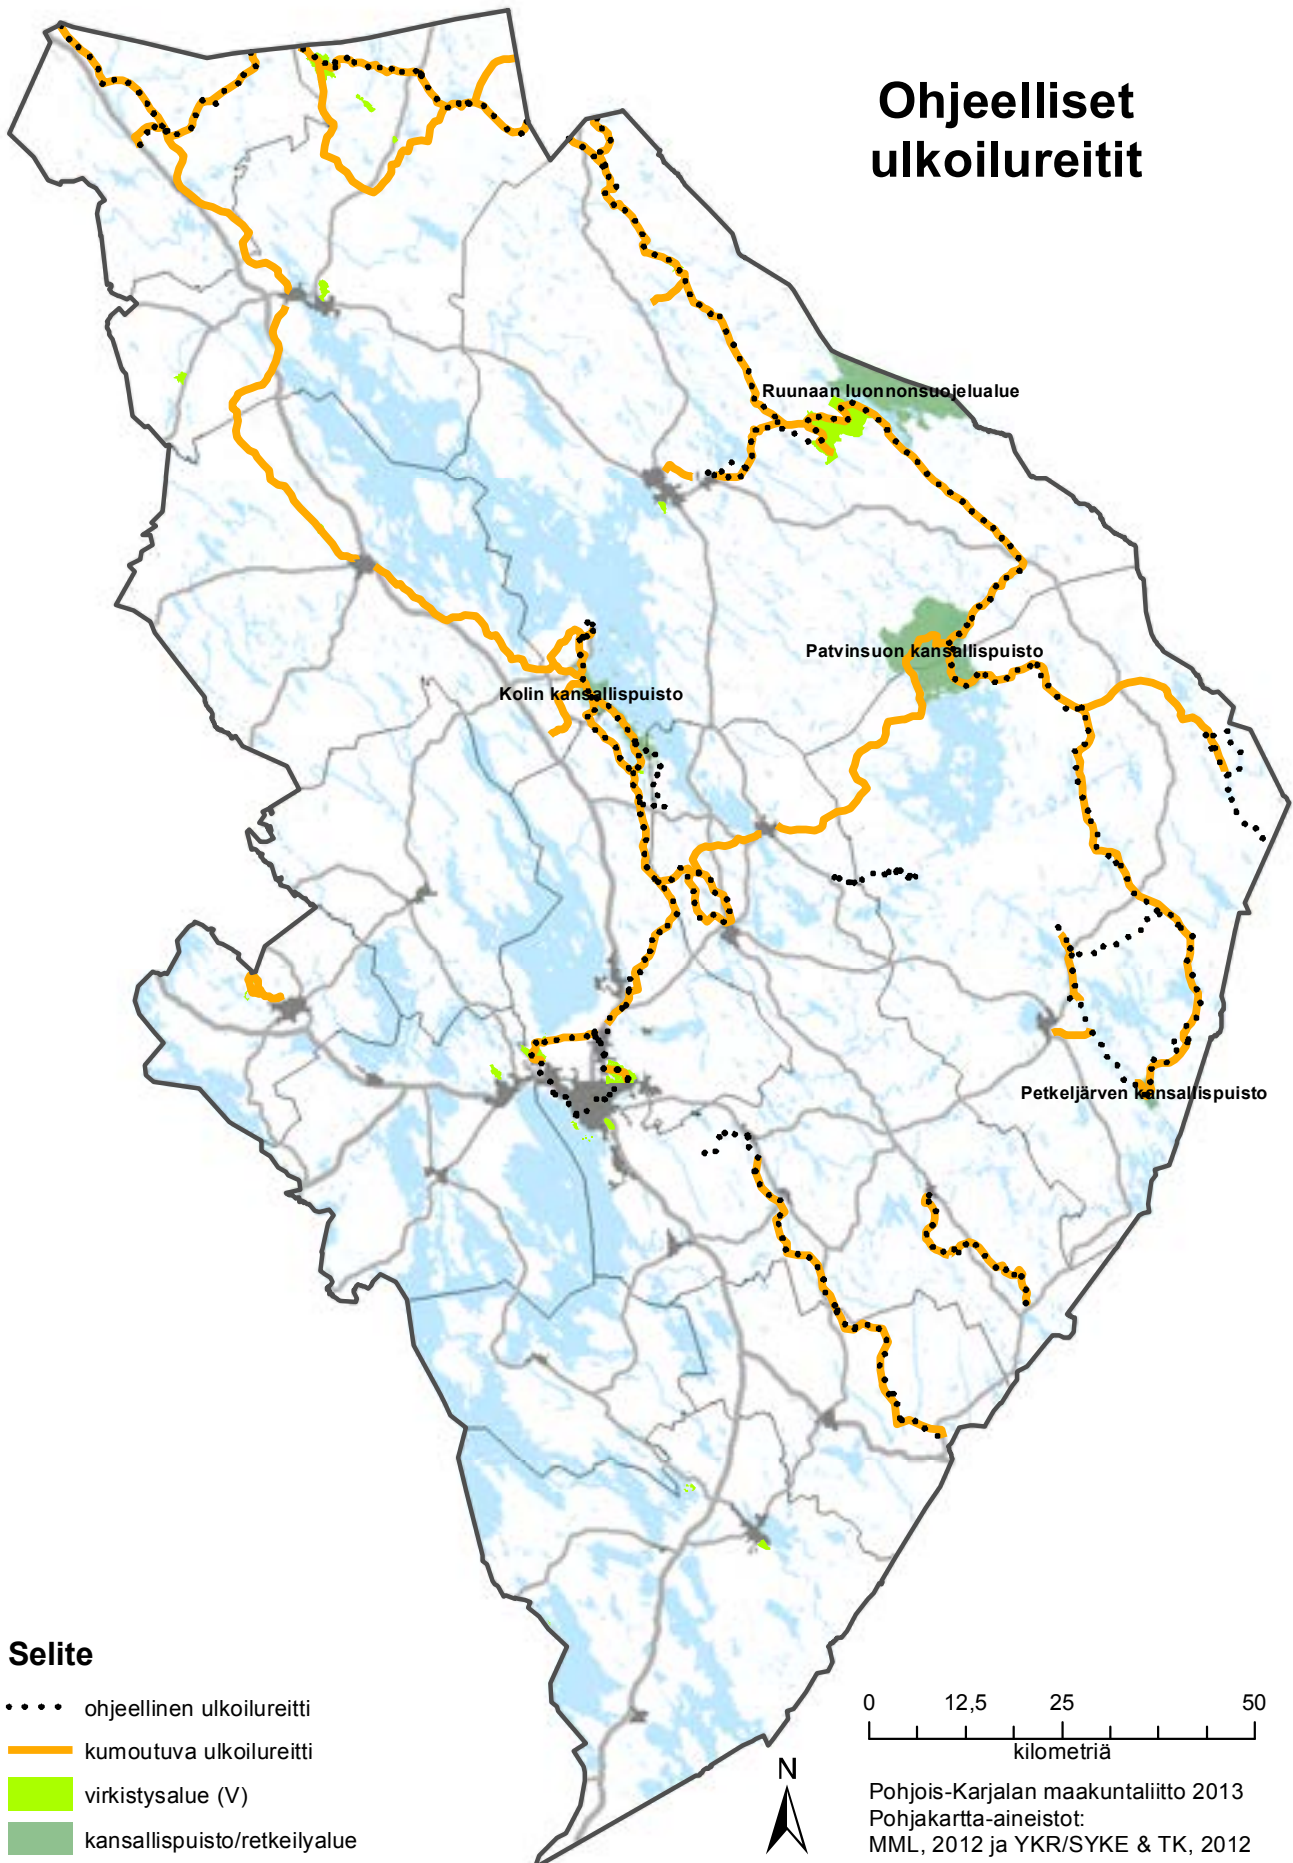 Ohjeelliset
ulkoilureitit
Ruunaan luonnonsuojelualue
Patvinsuon kansallispuisto
Kolin kansallispuisto
Petkeljärven kansallispuisto
Selite
ohjeellinen ulkoilureitti
kumoutuva ulkoilureitti
virkistysalue (V)
kansallispuisto/retkeilyalue
0 12,5 25 50
kilometriä
N
Pohjois-Karjalan maakuntaliitto 2013
Pohjakartta-aineistot:
MML, 2012 ja YKR/SYKE & TK, 2012